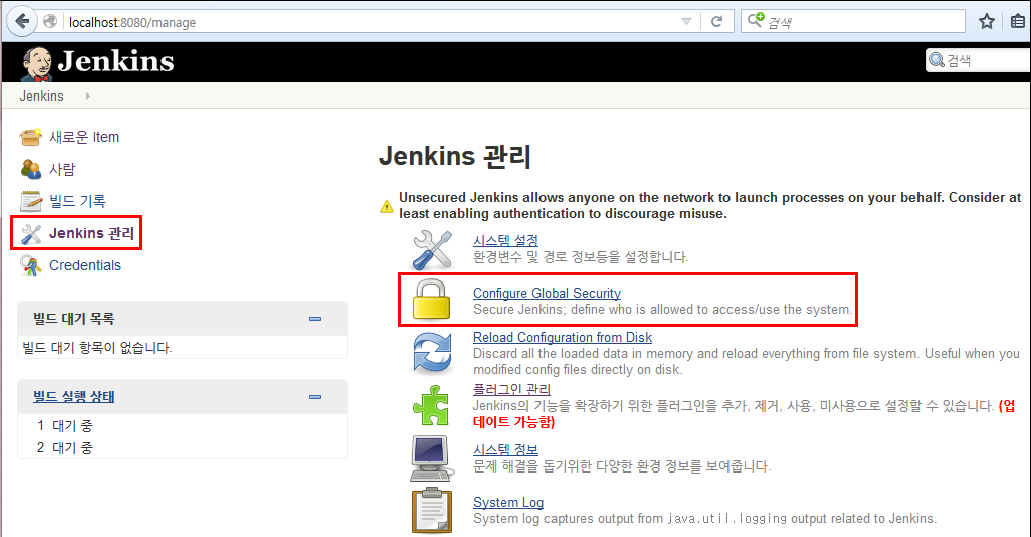 localhost:8080/manage
검색
Jenkins
검색
Jenkins
새로운 Item
사람
빌드 기록
Jenkins 관리
Credentials
빌드 대기 목록
빌드 대기 항목이 없습니다.
빌드 실행 상태
1 대기 중
2 대기 중
Jenkins 관리
Unsecured Jenkins allows anyone on the network to launch processes on your behalf. Consider at
least enabling authentication to discourage misuse.
시스템 설정
환경변수 및 경로 정보등을 설정합니다.
Configure Global Security
Secure Jenkins; define who is allowed to access/use the system.
Reload Configuration from Disk
Discard all the loaded data in memory and reload everything from file system. Useful when you
modified config files directly on disk.
플러그인 관리
Jenkins의 기능을 확장하기 위한 플러그인을 추가, 제거, 사용, 미사용으로 설정할 수 있습니다. (업
데이트 가능함)
시스템 정보
문제 해결을 돕기위한 다양한 환경 정보를 보여줍니다.
System Log
System log captures output from java.util.logging output related to Jenkins.